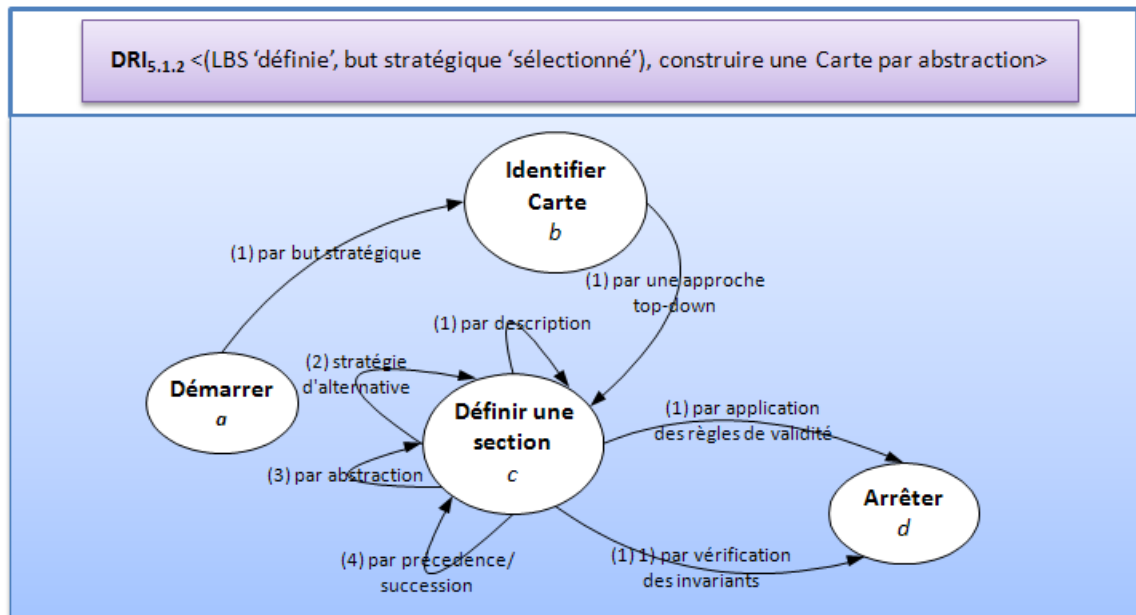 DRI5.1.2 <(LBS ‘définie’, but stratégique ‘sélectionné’), construire une Carte par abstraction>
Identifier
Carte
b
(1) par but stratégique
(1) par une approche
top-down
(1) par description
(2) stratégie
d'alternative
Démarrer
a
Définir une
section
c
(1) par application
des règles de validité
(3) par abstraction
Arrêter
d
(4) par précedence/
succession
(1) 1) par vérification
des invariants